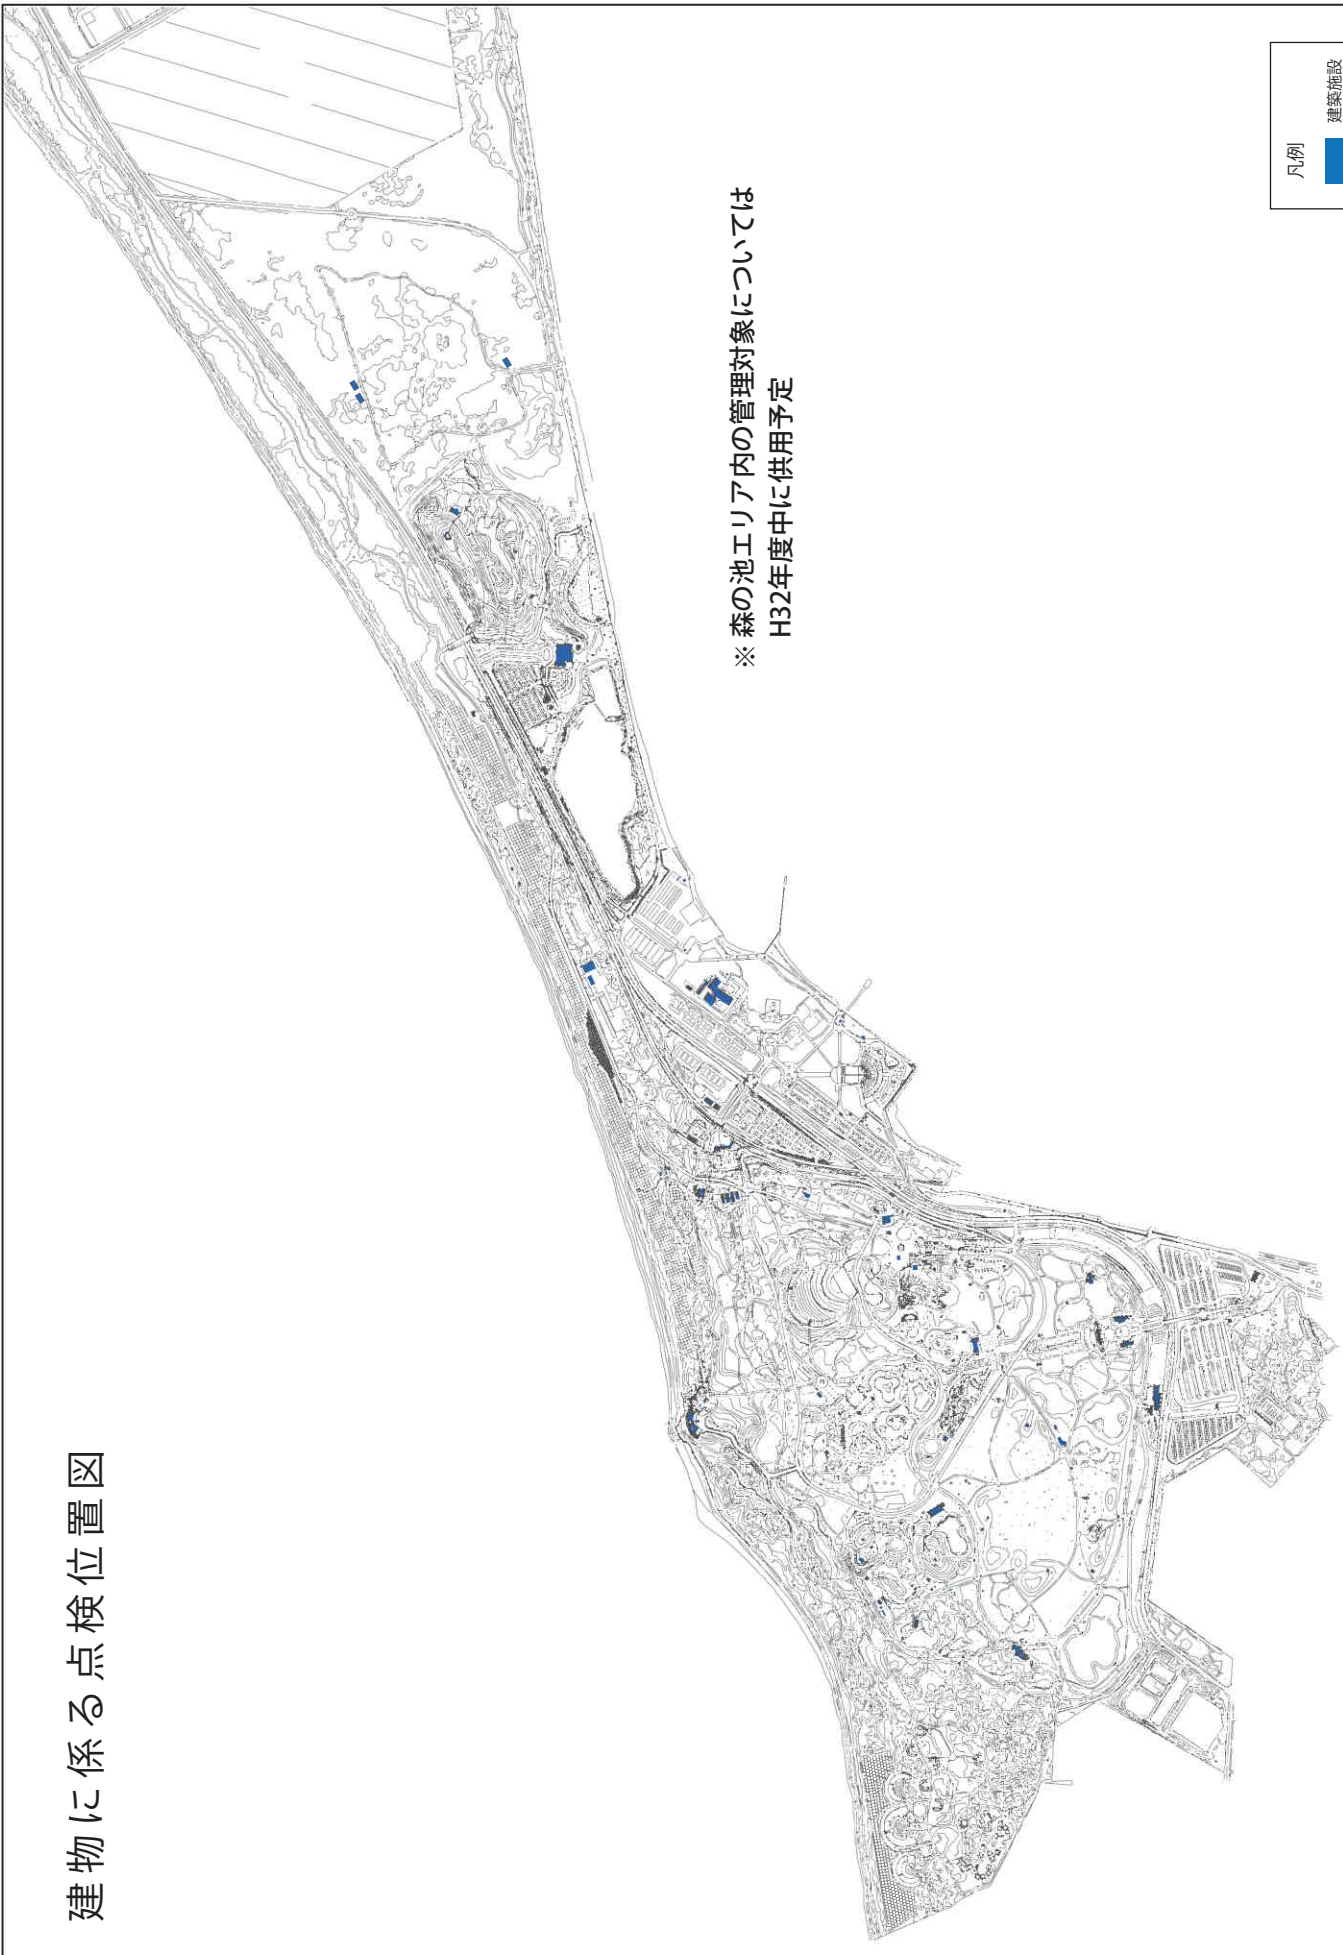 建物に係る点検位置図
※ 森の池エリア内の管理対象については
H32年度中に供用予定
凡例
建築施設